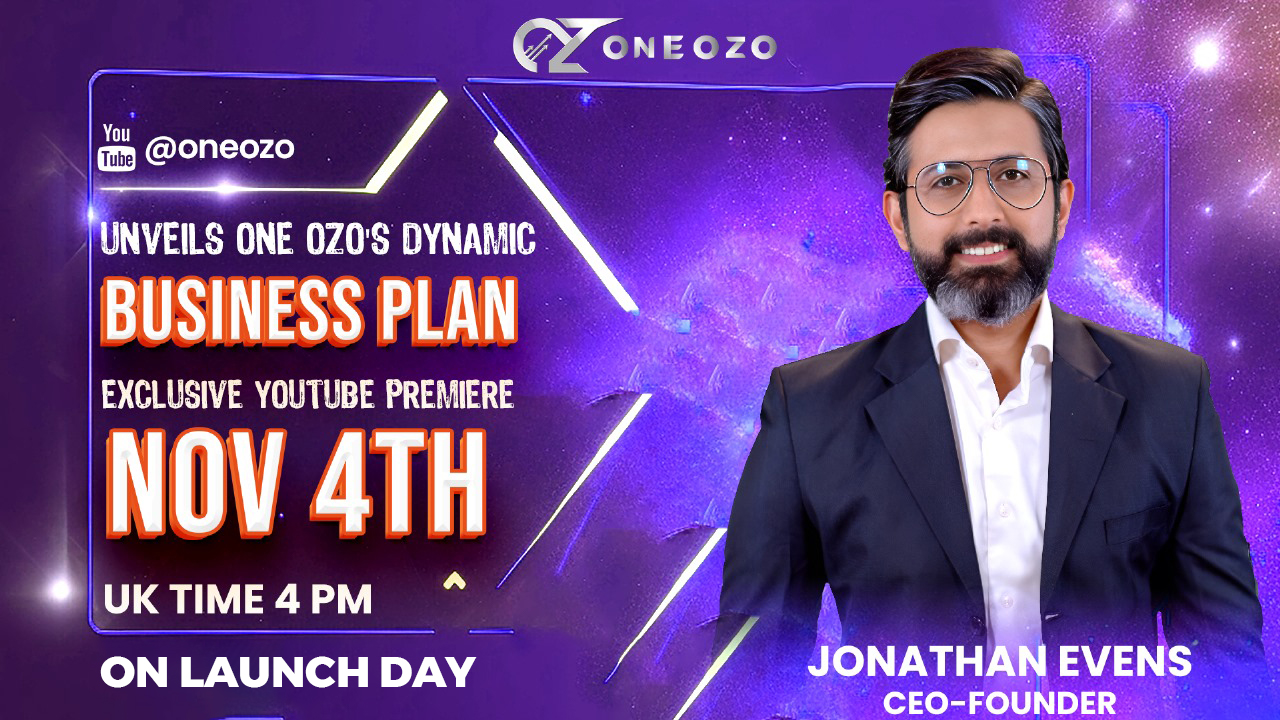 OZ ONEOZO
You
Tube @oneozo
UNVEILS ONE OZO'S DYNAMIC
BUSINESS PLAN
EXCLUSIVE YOUTUBE PREMIERE
NOV 4TH
UK TIME 4 PM
ON LAUNCH DAY
JONATHAN EVENS
CEO-FOUNDER